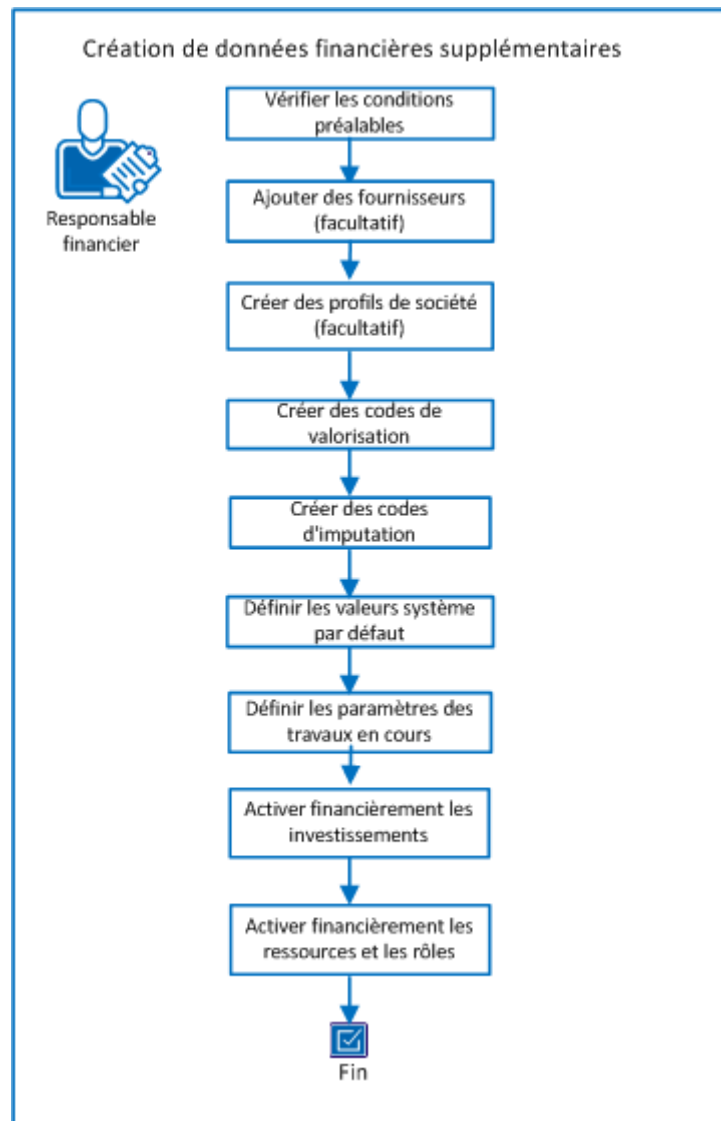 Création de données financières supplémentaires
Vérifier les conditions
préalables
Responsable
financier
Ajouter des fournisseurs
(facultatif)
Créer des profils de société
(facultatif)
Créer des codes de
valorisation
Créer des codes
d'imputation
Définir les valeurs système
par défaut
Définir les paramètres des
travaux en cours
Activer financièrement les
investissements
Activer financièrement les
ressources et les rôles
Fin